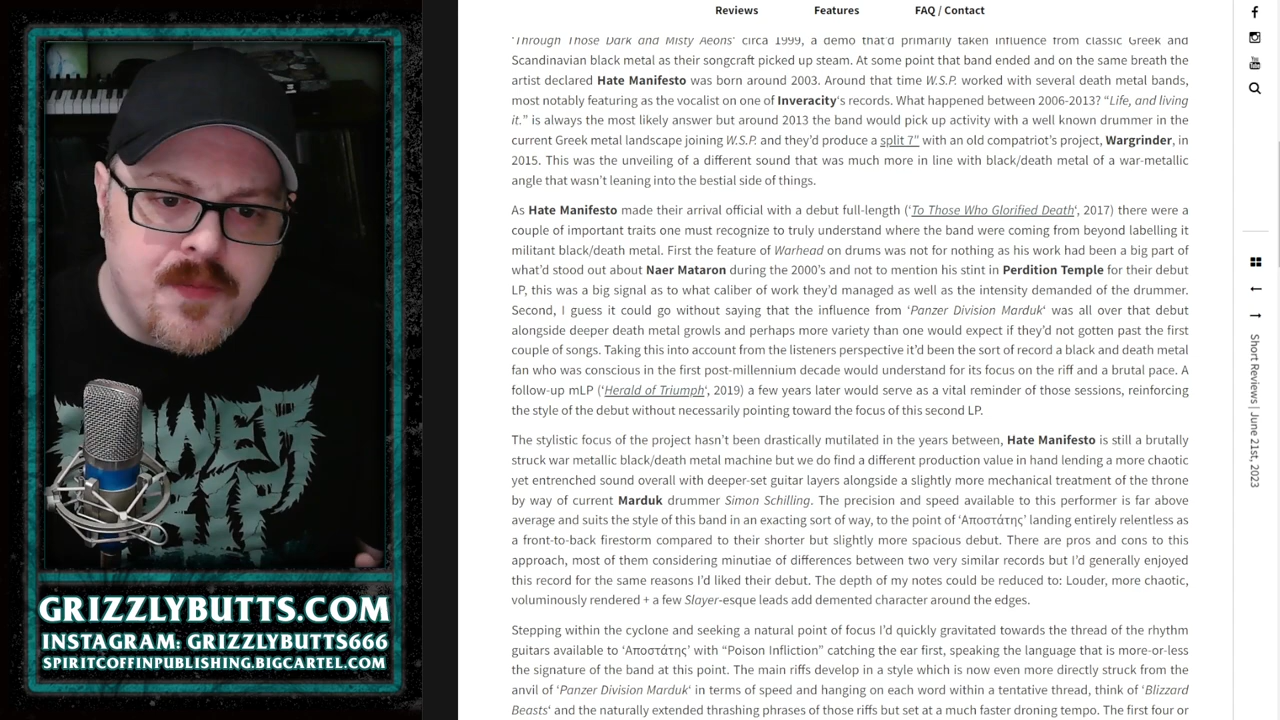 Reviews
Features
FAQ / Contact
'Through Those Dark and Misty Aeons' circa 1999, a demo that'd primarily taken influence from classic Greek and
Scandinavian black metal as their songcraft picked up steam. At some point that band ended and on the same breath the
artist declared Hate Manifesto was born around 2003. Around that time W.S.P. worked with several death metal bands,
most notably featuring as the vocalist on one of Inveracity's records. What happened between 2006-2013? "Life, and living
it." is always the most likely answer but around 2013 the band would pick up activity with a well known drummer in the
current Greek metal landscape joining W.S.P. and they'd produce a split 7" with an old compatriot's project, Wargrinder, in
2015. This was the unveiling of a different sound that was much more in line with black/death metal of a war-metallic
angle that wasn't leaning into the bestial side of things.
As Hate Manifesto made their arrival official with a debut full-length ('To Those Who Glorified Death', 2017) there were a
couple of important traits one must recognize to truly understand where the band were coming from beyond labelling it
militant black/death metal. First the feature of Warhead on drums was not for nothing as his work had been a big part of
what'd stood out about Naer Mataron during the 2000's and not to mention his stint in Perdition Temple for their debut
LP, this was a big signal as to what caliber of work they'd managed as well as the intensity demanded of the drummer.
Second, I guess it could go without saying that the influence from 'Panzer Division Marduk' was all over that debut
alongside deeper death metal growls and perhaps more variety than one would expect if they'd not gotten past the first
couple of songs. Taking this into account from the listeners perspective it'd been the sort of record a black and death metal
fan who was conscious in the first post-millennium decade would understand for its focus on the riff and a brutal pace. A
follow-up mLP ('Herald of Triumph', 2019) a few years later would serve as a vital reminder of those sessions, reinforcing
the style of the debut without necessarily pointing toward the focus of this second LP.
The stylistic focus of the project hasn't been drastically mutilated in the years between, Hate Manifesto is still a brutally
struck war metallic black/death metal machine but we do find a different production value in hand lending a more chaotic
yet entrenched sound overall with deeper-set guitar layers alongside a slightly more mechanical treatment of the throne
by way of current Marduk drummer Simon Schilling. The precision and speed available to this performer is far above
average and suits the style of this band in an exacting sort of way, to the point of 'Αποστάτης' landing entirely relentless as
a front-to-back firestorm compared to their shorter but slightly more spacious debut. There are pros and cons to this
approach, most of them considering minutiae of differences between two very similar records but I'd generally enjoyed
this record for the same reasons I'd liked their debut. The depth of my notes could be reduced to: Louder, more chaotic,
voluminously rendered + a few Slayer-esque leads add demented character around the edges.
Stepping within the cyclone and seeking a natural point of focus I'd quickly gravitated towards the thread of the rhythm
guitars available to 'Αποστάτης' with "Poison Infliction" catching the ear first, speaking the language that is more-or-less
the signature of the band at this point. The main riffs develop in a style which is now even more directly struck from the
anvil of 'Panzer Division Marduk' in terms of speed and hanging on each word within a tentative thread, think of 'Blizzard
Beasts' and the naturally extended thrashing phrases of those riffs but set at a much faster droning tempo. The first four or
Short Reviews | June 21st, 2023
POWER
GRIZZLYBUTTS.COM
INSTAGRAM: GRIZZLYBUTTS666
SPIRITCOFFINPUBLISHING.BIGCARTEL.COM